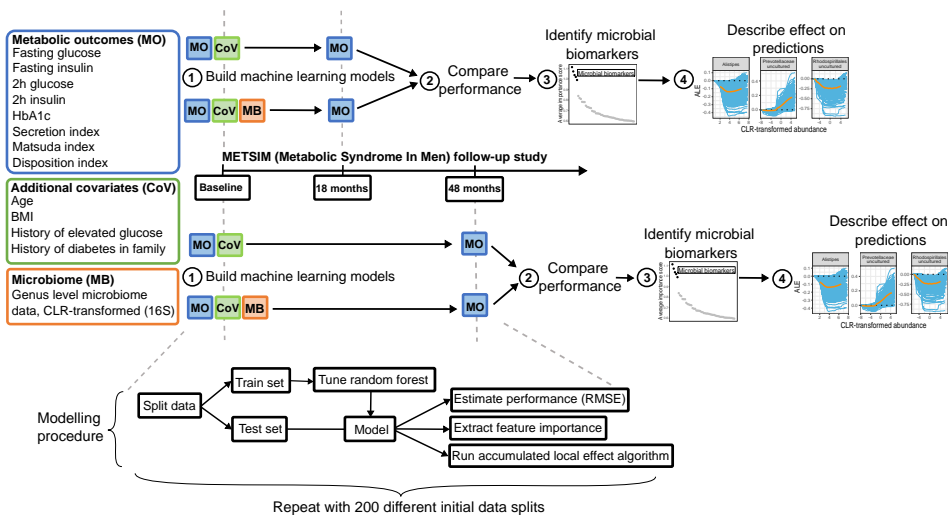 Metabolic outcomes (MO)
Fasting glucose
Fasting insulin
2h glucose
2h insulin
HbA1c
Secretion index
Matsuda index
Disposition index
Additional covariates (CoV)
Age
BMI
History of elevated glucose
History of diabetes in family
Microbiome (MB)
Genus level microbiome
data, CLR-transformed (16S)
MO CoV
MO
1 Build machine learning models
MO CoV MB
MO
2 Compare
performance
3
Identify microbial
biomarkers
Average importance score
Microbial biomarkers
4
Describe effect on
predictions
Alistipes
Prevotellaceae
uncultured
Rhodospirillales
uncultured
ALE
CLR-transformed abundance
METSIM (Metabolic Syndrome In Men) follow-up study
Baseline
18 months
48 months
MO CoV
MO
1 Build machine learning models
MO CoV MB
MO
2 Compare
performance
3
Identify microbial
biomarkers
Average importance score
Microbial biomarkers
4
Describe effect on
predictions
Alistipes
Prevotellaceae
uncultured
Rhodospirillales
uncultured
ALE
CLR-transformed abundance
Modelling
procedure
Split data
Train set
Tune random forest
Test set
Model
Estimate performance (RMSE)
Extract feature importance
Run accumulated local effect algorithm
Repeat with 200 different initial data splits